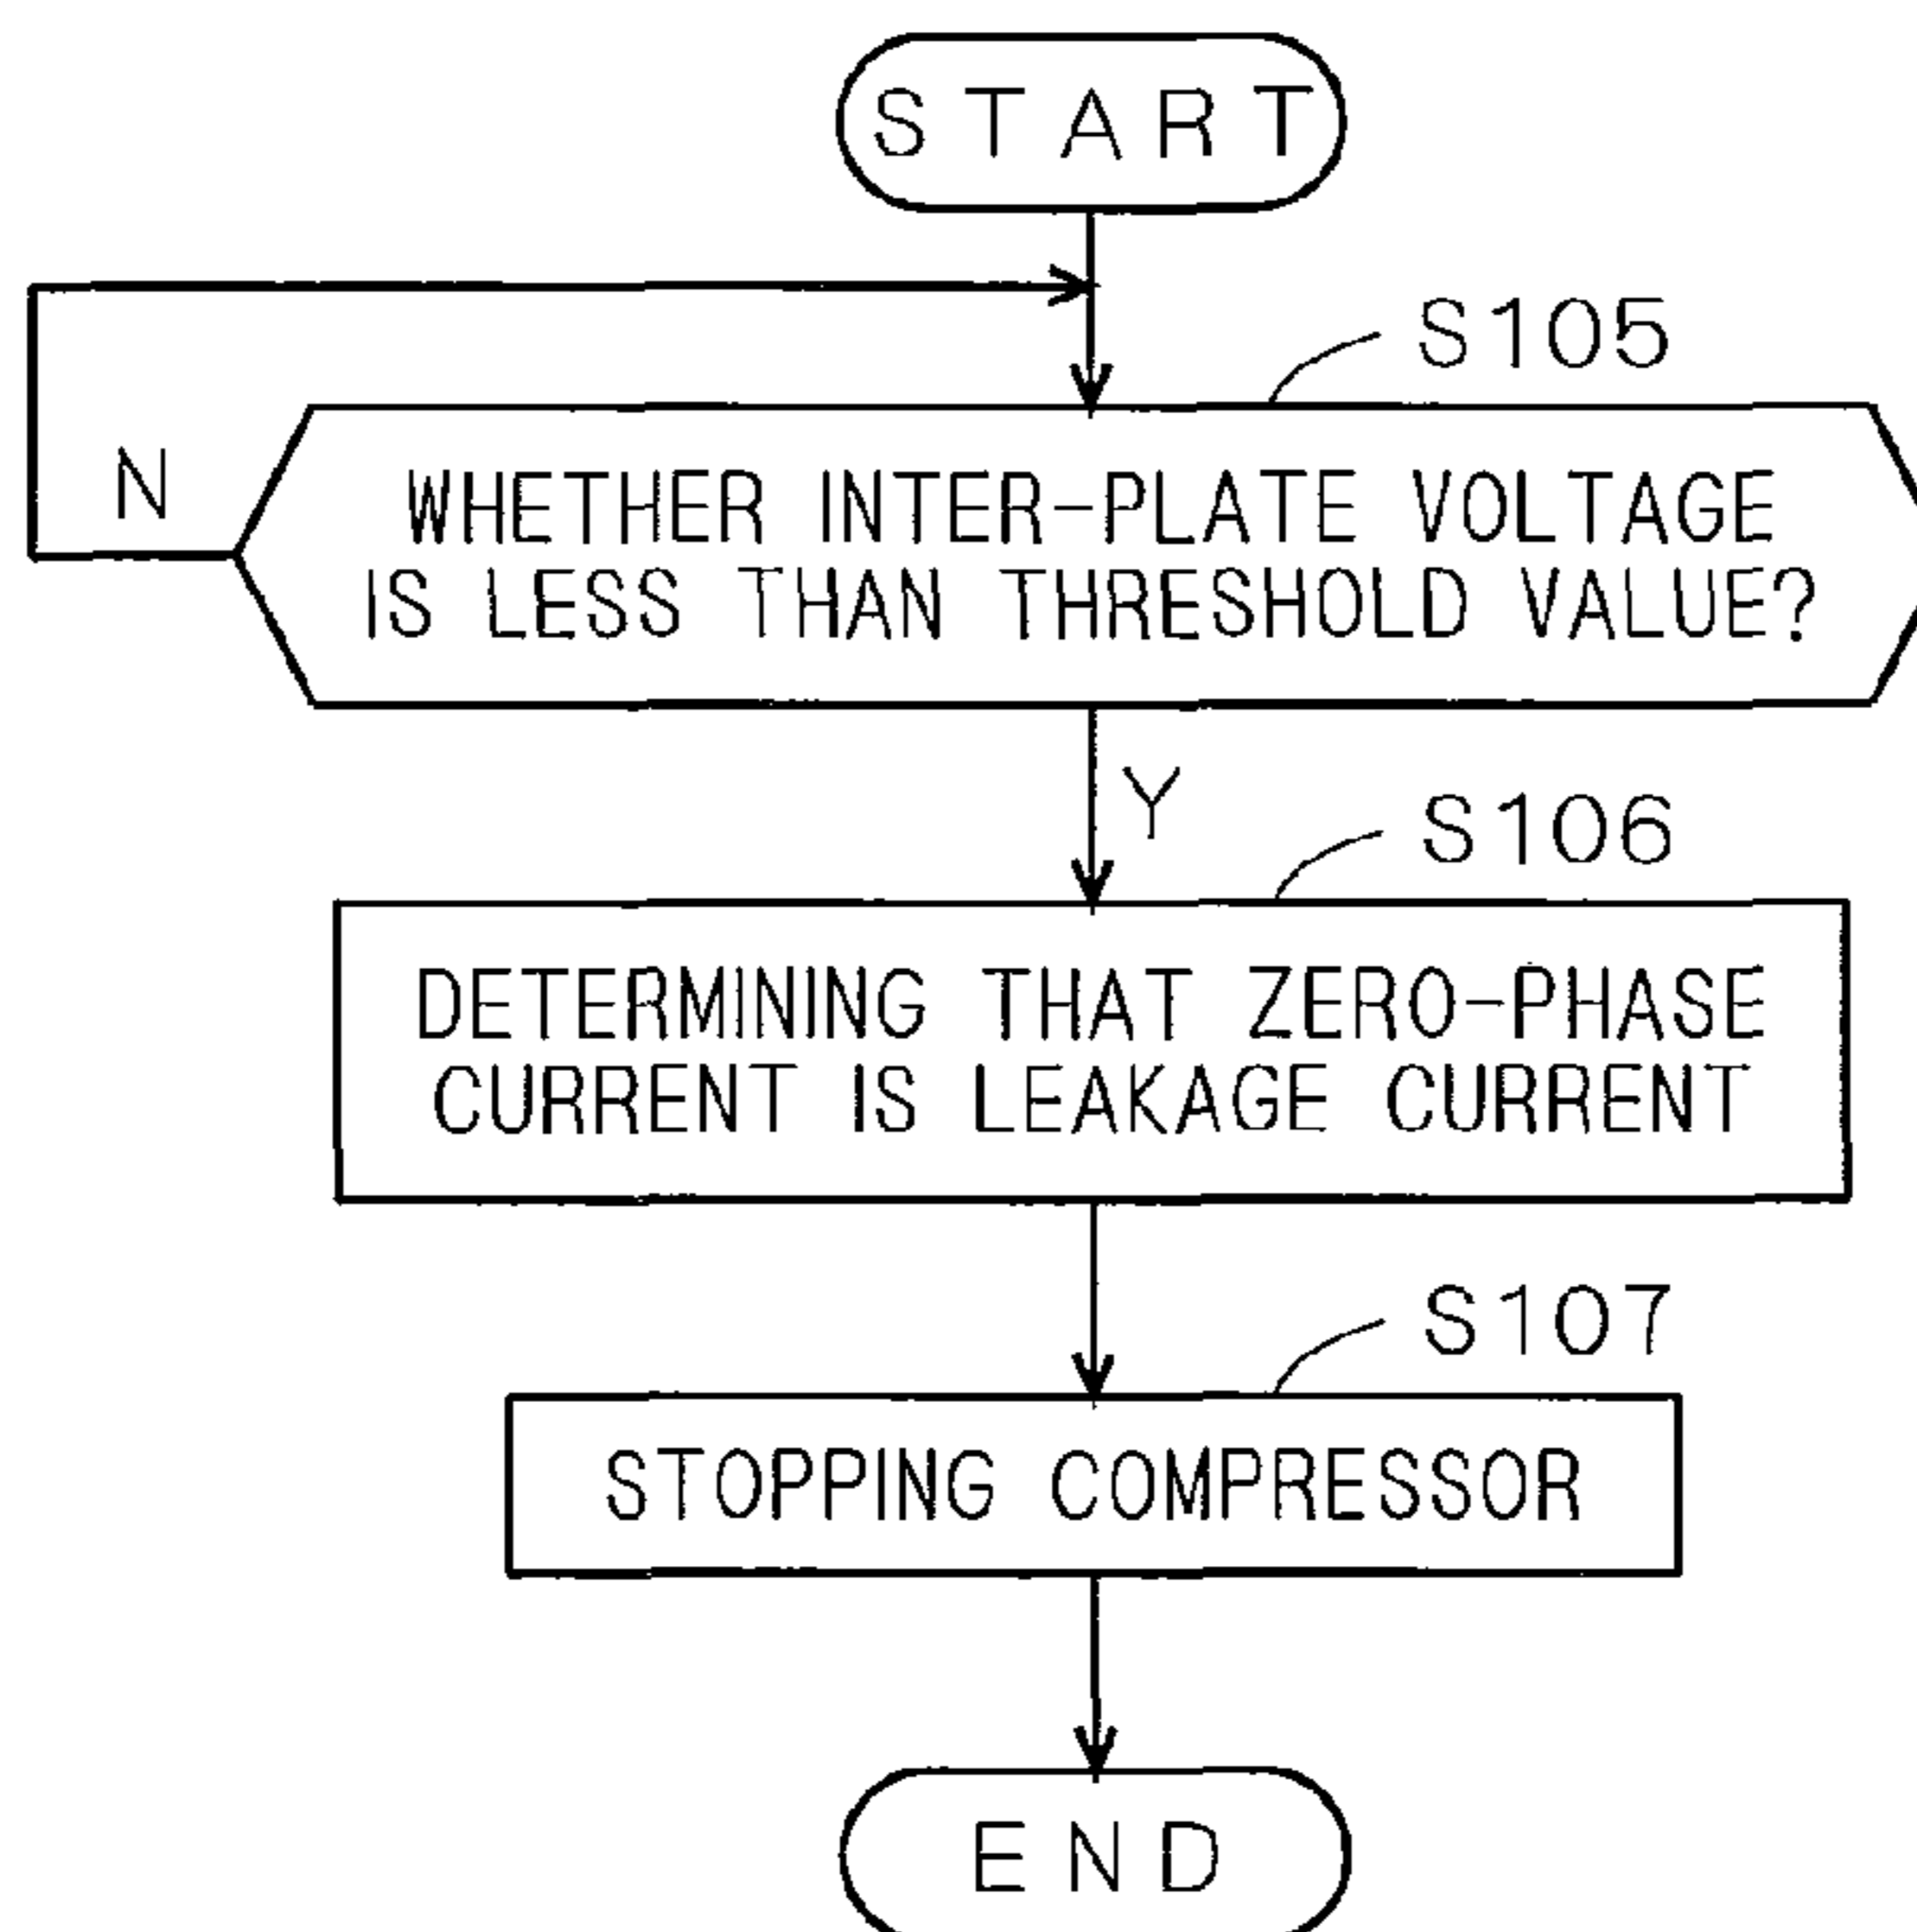 START
S105
N
WHETHER INTER-PLATE VOLTAGE
IS LESS THAN THRESHOLD VALUE?
Y
S106
DETERMINING THAT ZERO-PHASE
CURRENT IS LEAKAGE CURRENT
S107
STOPPING COMPRESSOR
END